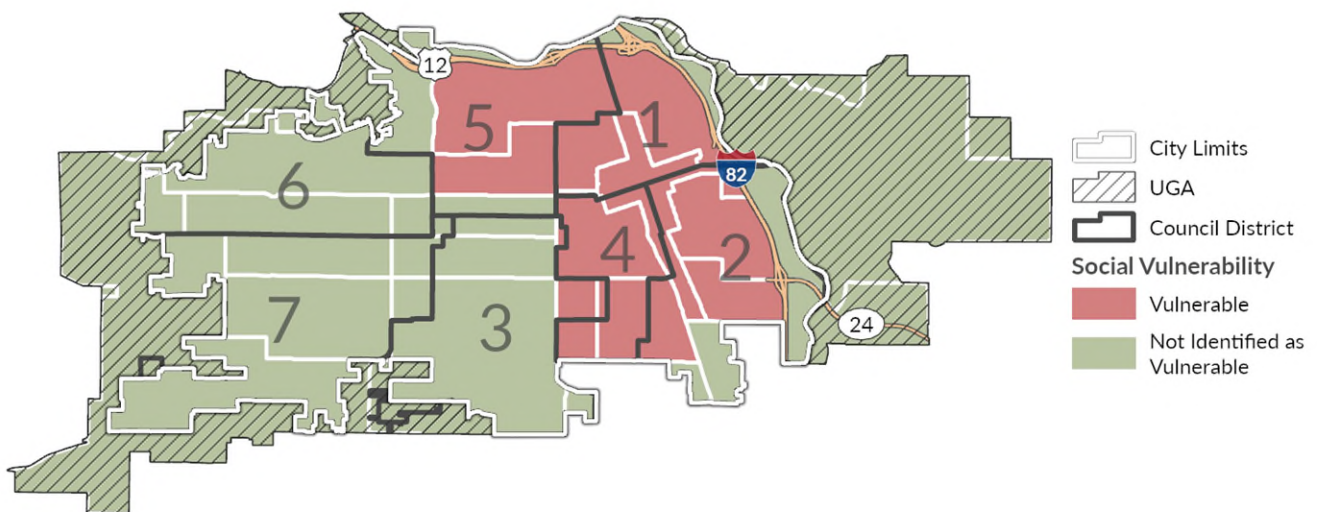 12
5
1
6
82
4
2
7
3
24
City Limits
UGA
Council District
Social Vulnerability
Vulnerable
Not Identified as
Vulnerable